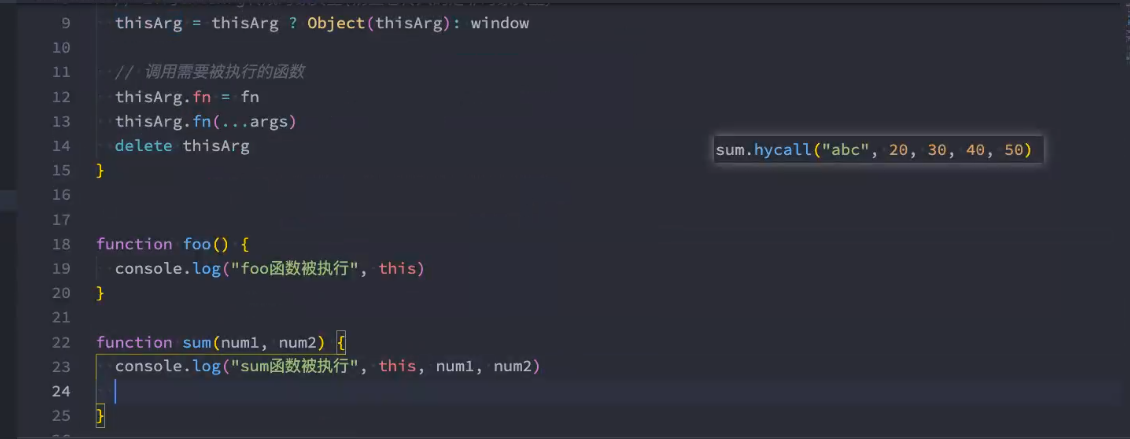 9 thisArg = thisArg ? Object(thisArg): window
10
11 // 调用需要被执行的函数
12 thisArg.fn = fn
13 thisArg.fn(...args)
14 delete thisArg
15 }
sum.hycall("abc", 20, 30, 40, 50)
16
17
18 function foo() {
19 console.log("foo函数被执行", this)
20 }
21
22 function sum(num1, num2) {
23 console.log("sum函数被执行", this, num1, num2)
24
25 }